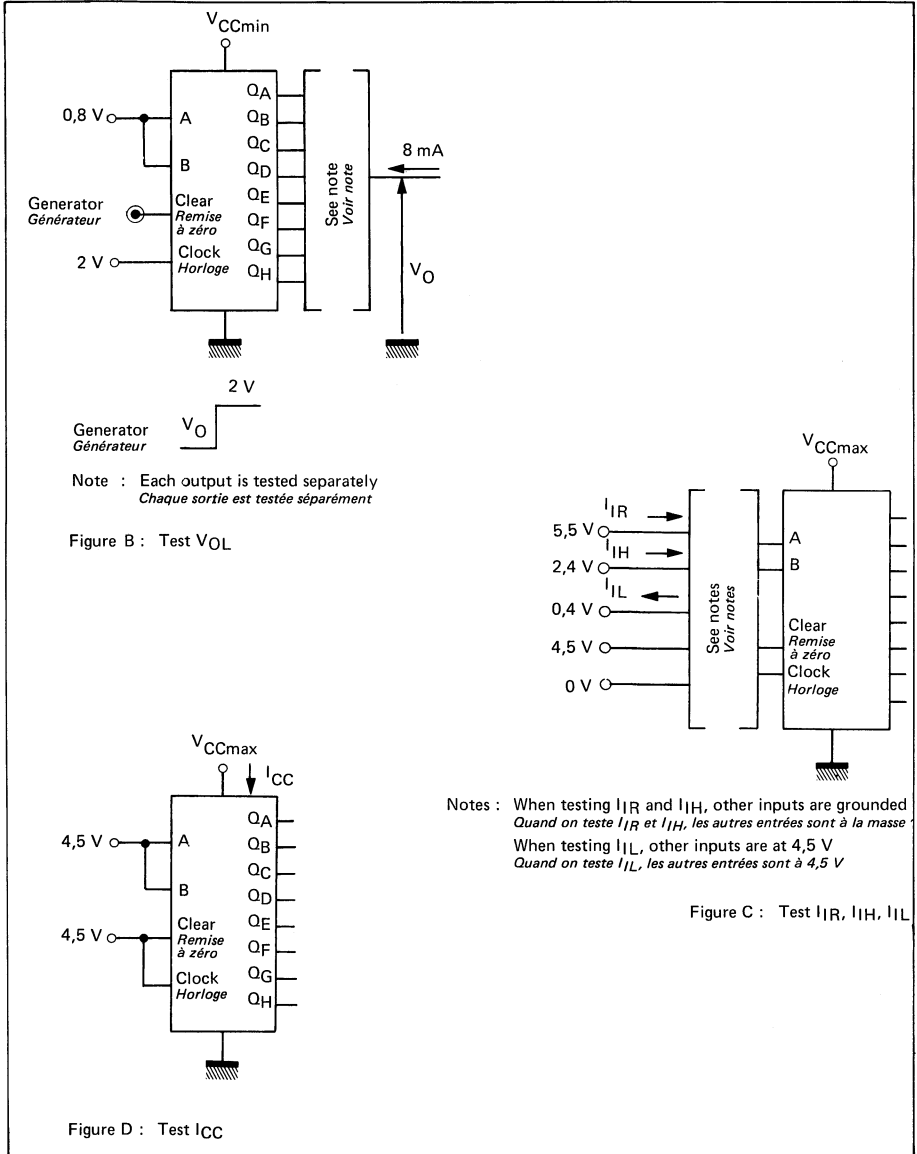 VCCmin
0,8 V
A
B
Clear
Remise
à zéro
Clock
Horloge
QA
QB
QC
QD
QE
QF
QG
QH
See note
Voir note
8 mA
VO
Generator
Générateur
2 V
2 V
VO
Generator
Générateur
Note : Each output is tested separately
Chaque sortie est testée séparément
Figure B : Test VOL
VCCmax
IIR
5,5 V
IIH
2,4 V
IIL
0,4 V
4,5 V
0 V
See notes
Voir notes
A
B
Clear
Remise
à zéro
Clock
Horloge
Notes : When testing IIR and IIH, other inputs are grounded
Quand on teste IIR et IIH, les autres entrées sont à la masse
When testing IIL, other inputs are at 4,5 V
Quand on teste IIL, les autres entrées sont à 4,5 V
Figure C : Test IIR, IIH, IIL
VCCmax
ICC
4,5 V
A
B
4,5 V
Clear
Remise
à zéro
Clock
Horloge
QA
QB
QC
QD
QE
QF
QG
QH
Figure D : Test ICC